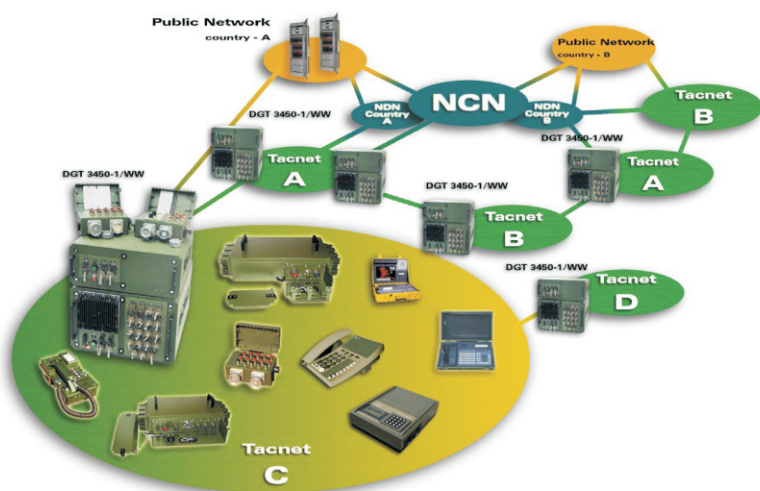 Public Network
country - A
Public Network
country - B
NCN
NDN
Country
A
NDN
Country
B
Tacnet
B
DGT 3450-1/WW
DGT 3450-1/WW
Tacnet
A
Tacnet
A
DGT 3450-1/WW
DGT 3450-1/WW
Tacnet
B
DGT 3450-1/WW
Tacnet
D
Tacnet
C